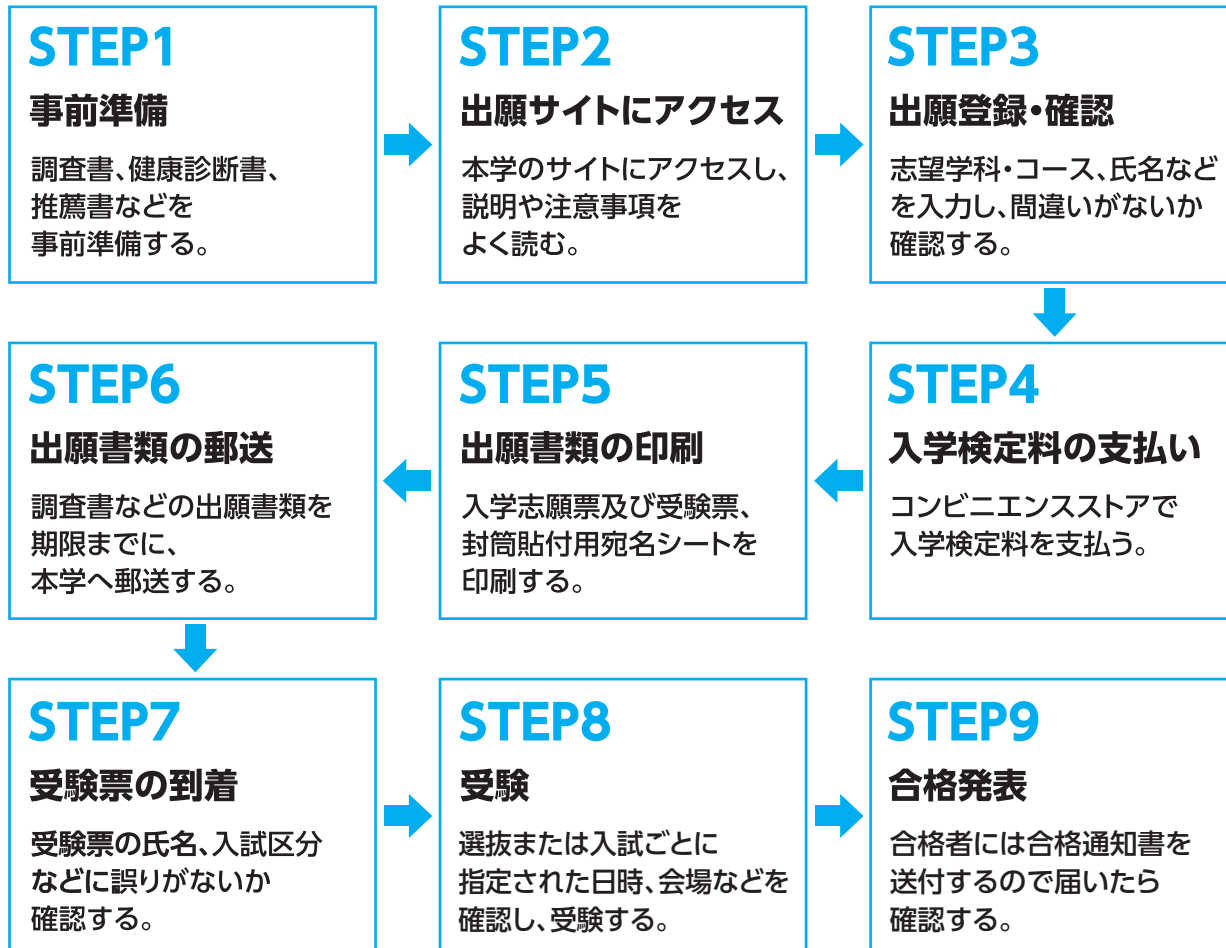 STEP1
事前準備
調査書、健康診断書、
推薦書などを
事前準備する。
STEP2
出願サイトにアクセス
本学のサイトにアクセスし、
説明や注意事項を
よく読む。
STEP3
出願登録・確認
志望学科・コース、氏名など
を入力し、間違いがないか
確認する。
STEP4
入学検定料の支払い
コンビニエンスストアで
入学検定料を支払う。
STEP5
出願書類の印刷
入学志願票及び受験票、
封筒貼付用宛名シートを
印刷する。
STEP6
出願書類の郵送
調査書などの出願書類を
期限までに、
本学へ郵送する。
STEP7
受験票の到着
受験票の氏名、入試区分
などに誤りがないか
確認する。
STEP8
受験
選抜または入試ごとに
指定された日時、会場などを
確認し、受験する。
STEP9
合格発表
合格者には合格通知書を
送付するので届いたら
確認する。